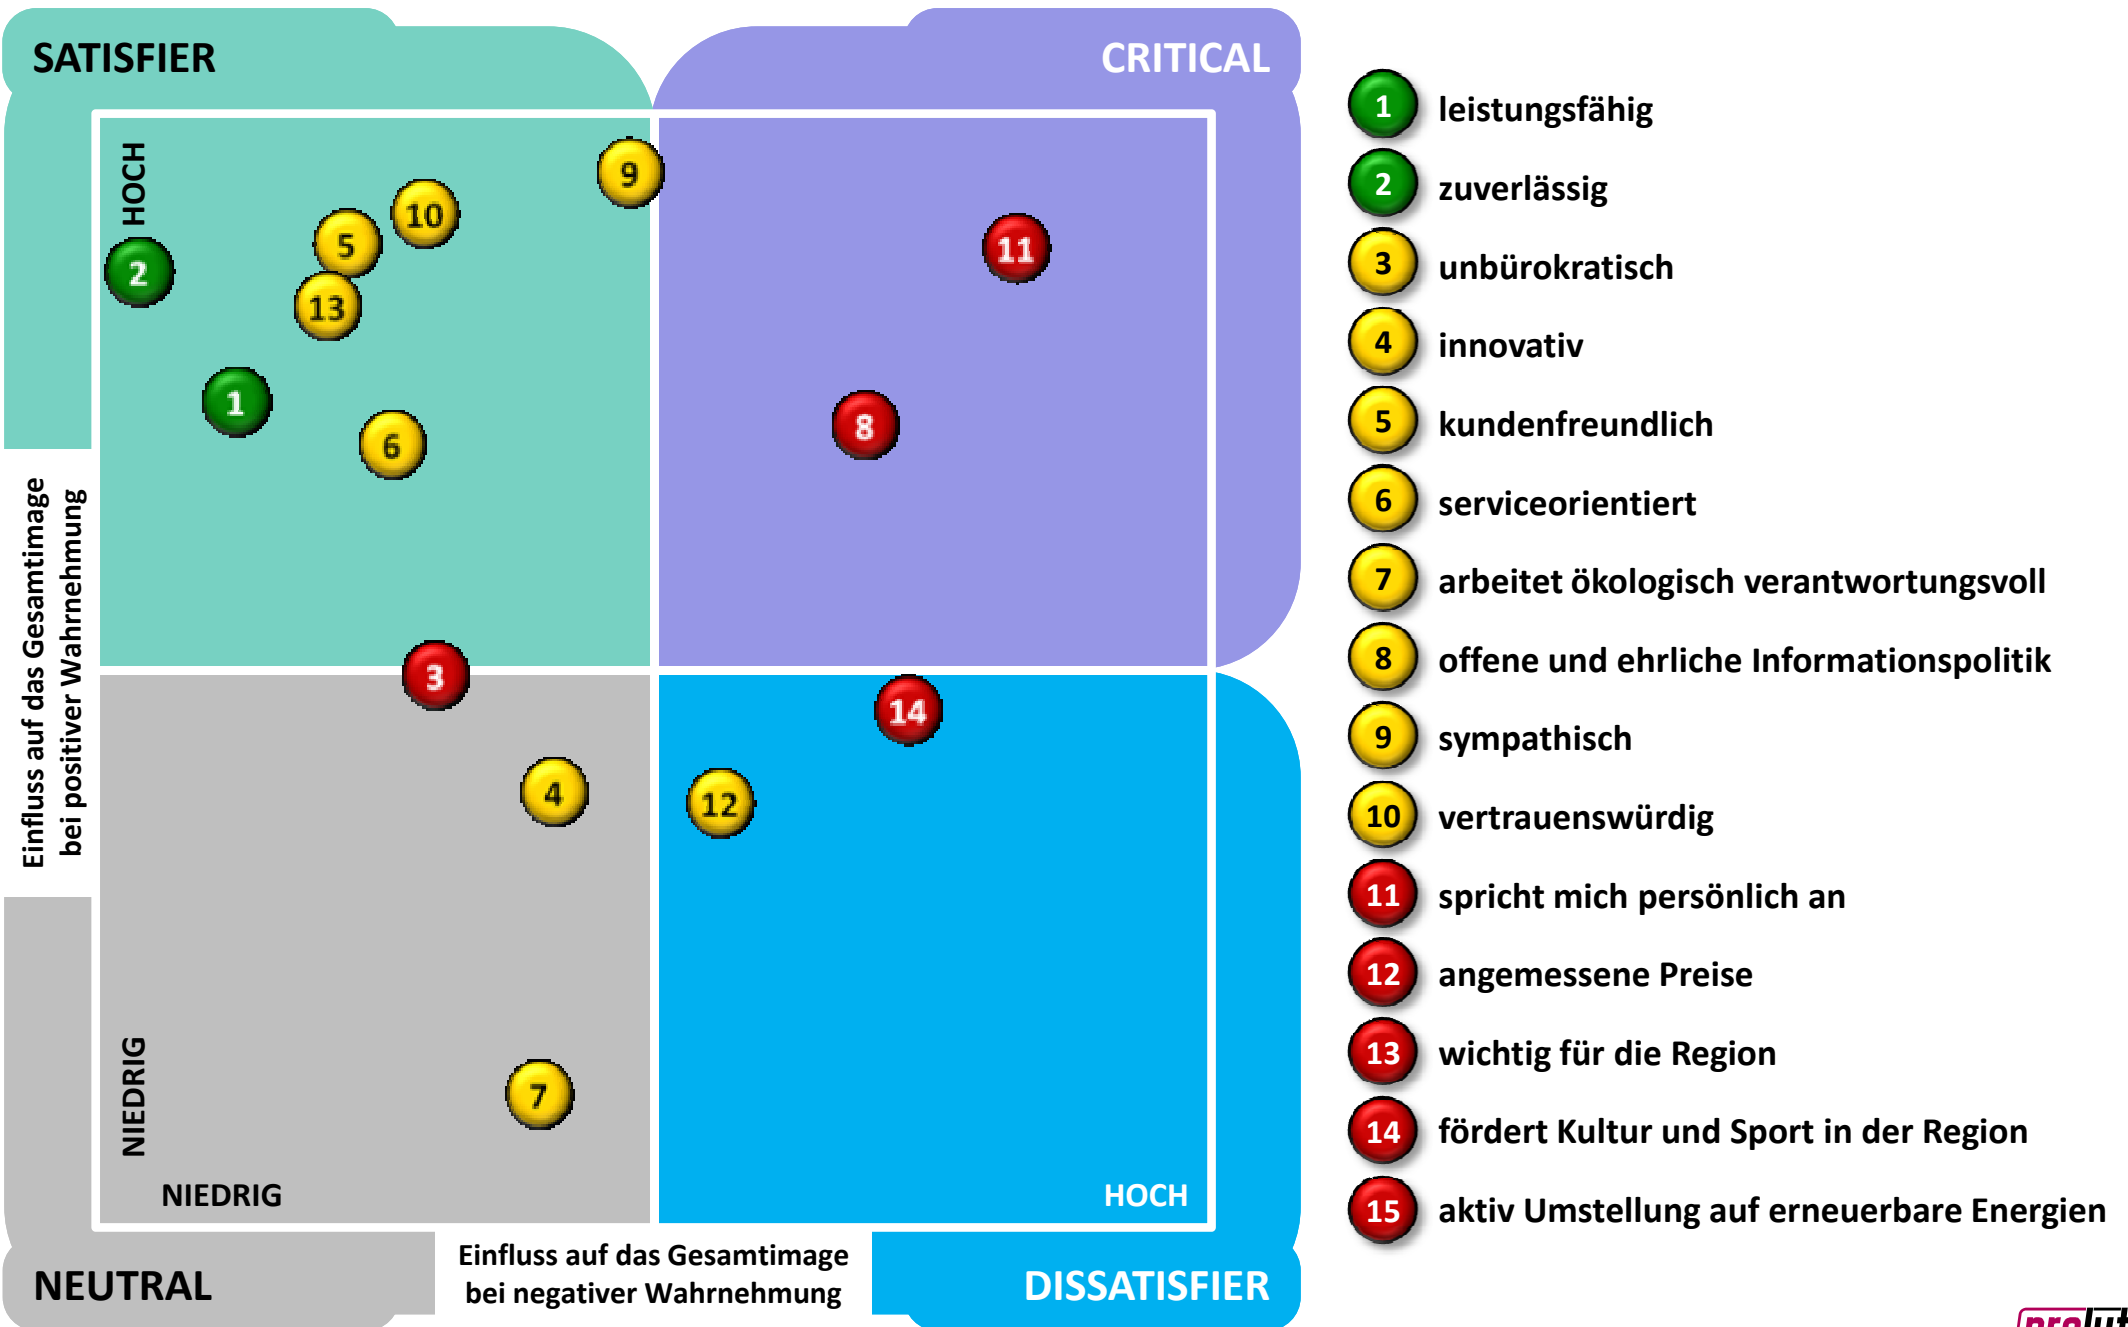 SATISFIER
CRITICAL
HOCH
9
10
5
2
13
11
1
8
6
Einfluss auf das Gesamtimage
bei positiver Wahrnehmung
3
14
4
12
7
NIEDRIG
NIEDRIG
HOCH
Einfluss auf das Gesamtimage
bei negativer Wahrnehmung
NEUTRAL
DISSATISFIER
1 leistungsfähig
2 zuverlässig
3 unbürokratisch
4 innovativ
5 kundenfreundlich
6 serviceorientiert
7 arbeitet ökologisch verantwortungsvoll
8 offene und ehrliche Informationspolitik
9 sympathisch
10 vertrauenswürdig
11 spricht mich persönlich an
12 angemessene Preise
13 wichtig für die Region
14 fördert Kultur und Sport in der Region
15 aktiv Umstellung auf erneuerbare Energien